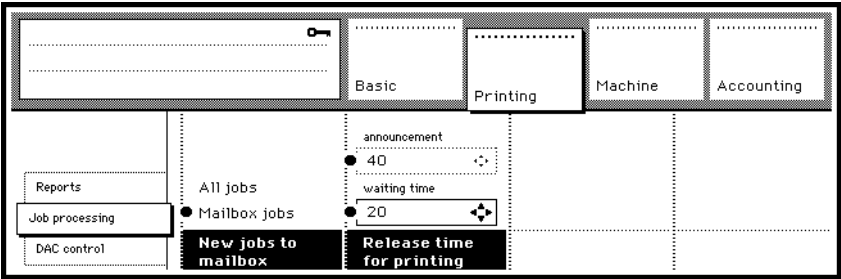 Basic
Printing
Machine
Accounting
Reports
Job processing
DAC control
All jobs
Mailbox jobs
New jobs to
mailbox
announcement
40
waiting time
20
Release time
for printing